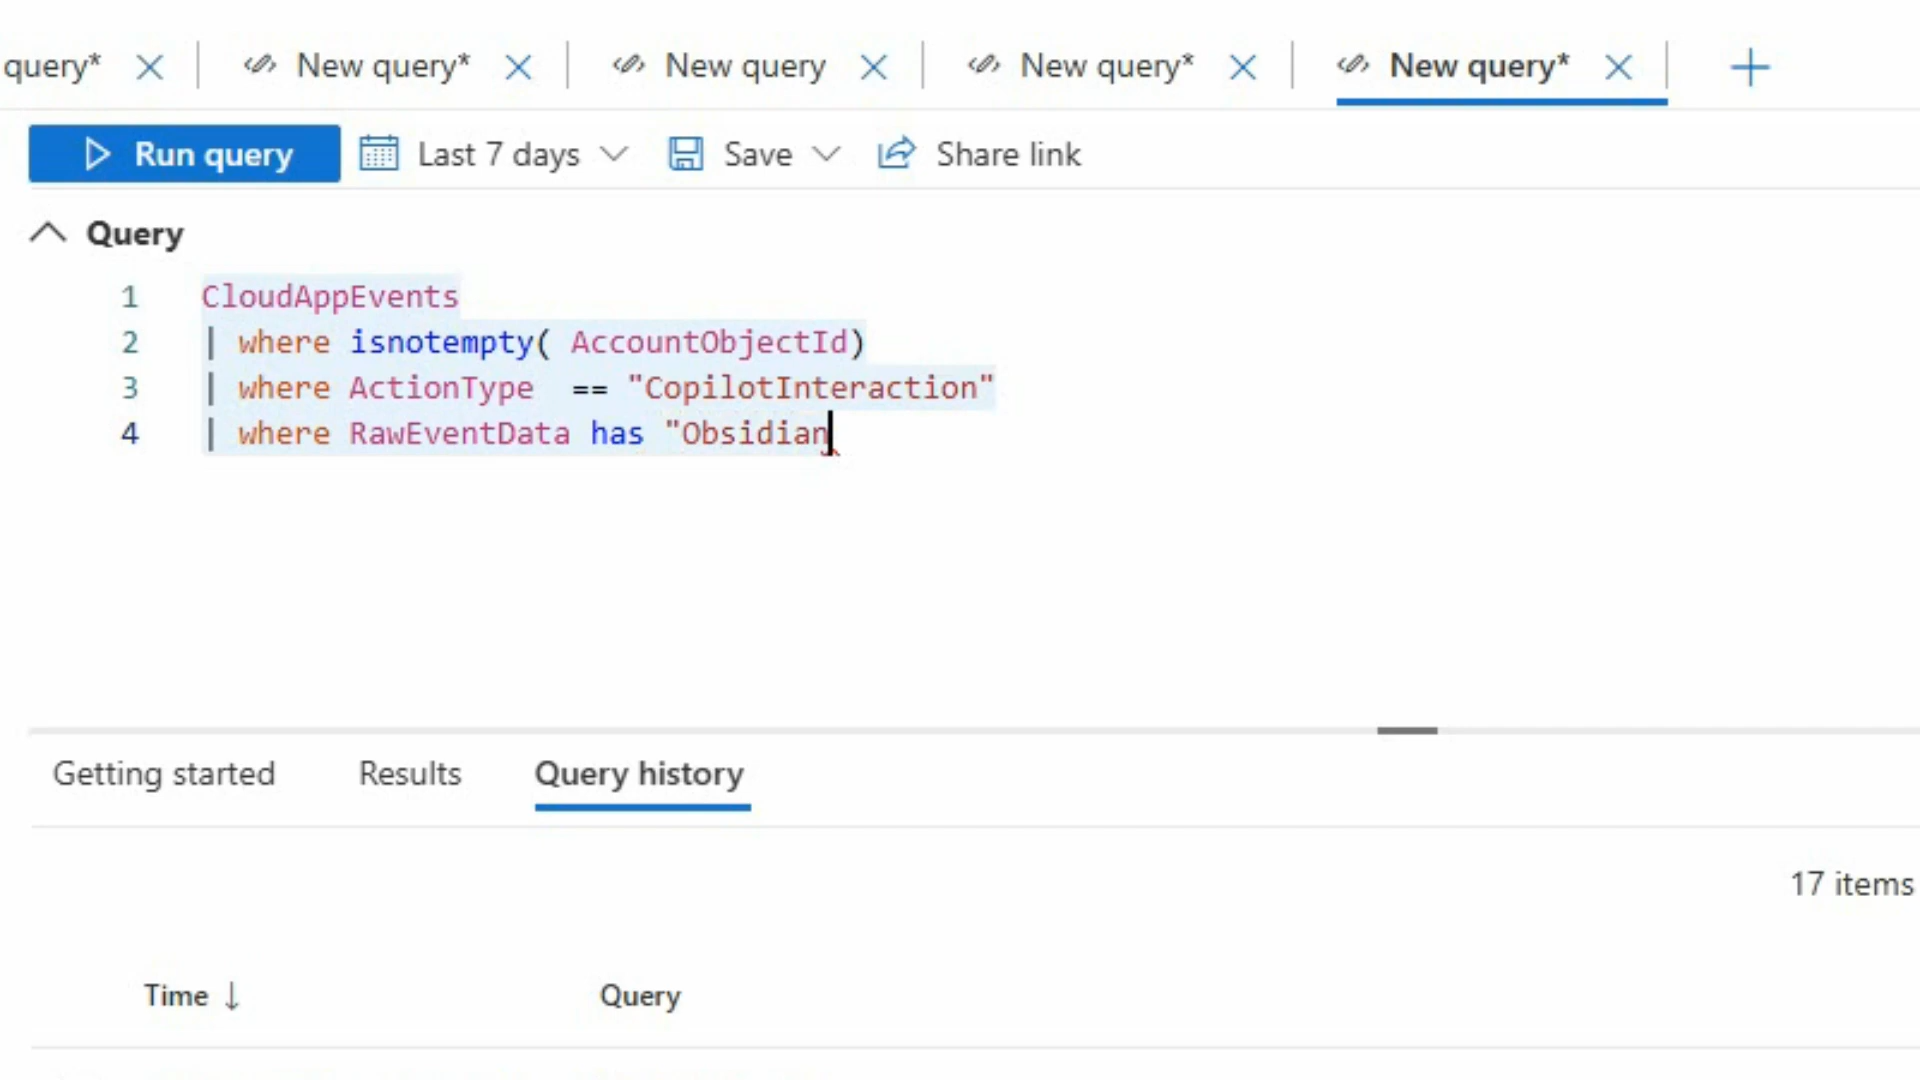 query* New query* New query New query* New query*
Run query Last 7 days Save Share link
Query
1 CloudAppEvents
2 | where isnotempty( AccountObjectId)
3 | where ActionType  == "CopilotInteraction"
4 | where RawEventData has "Obsidian
Getting started Results Query history
17 items
Time ↓ Query